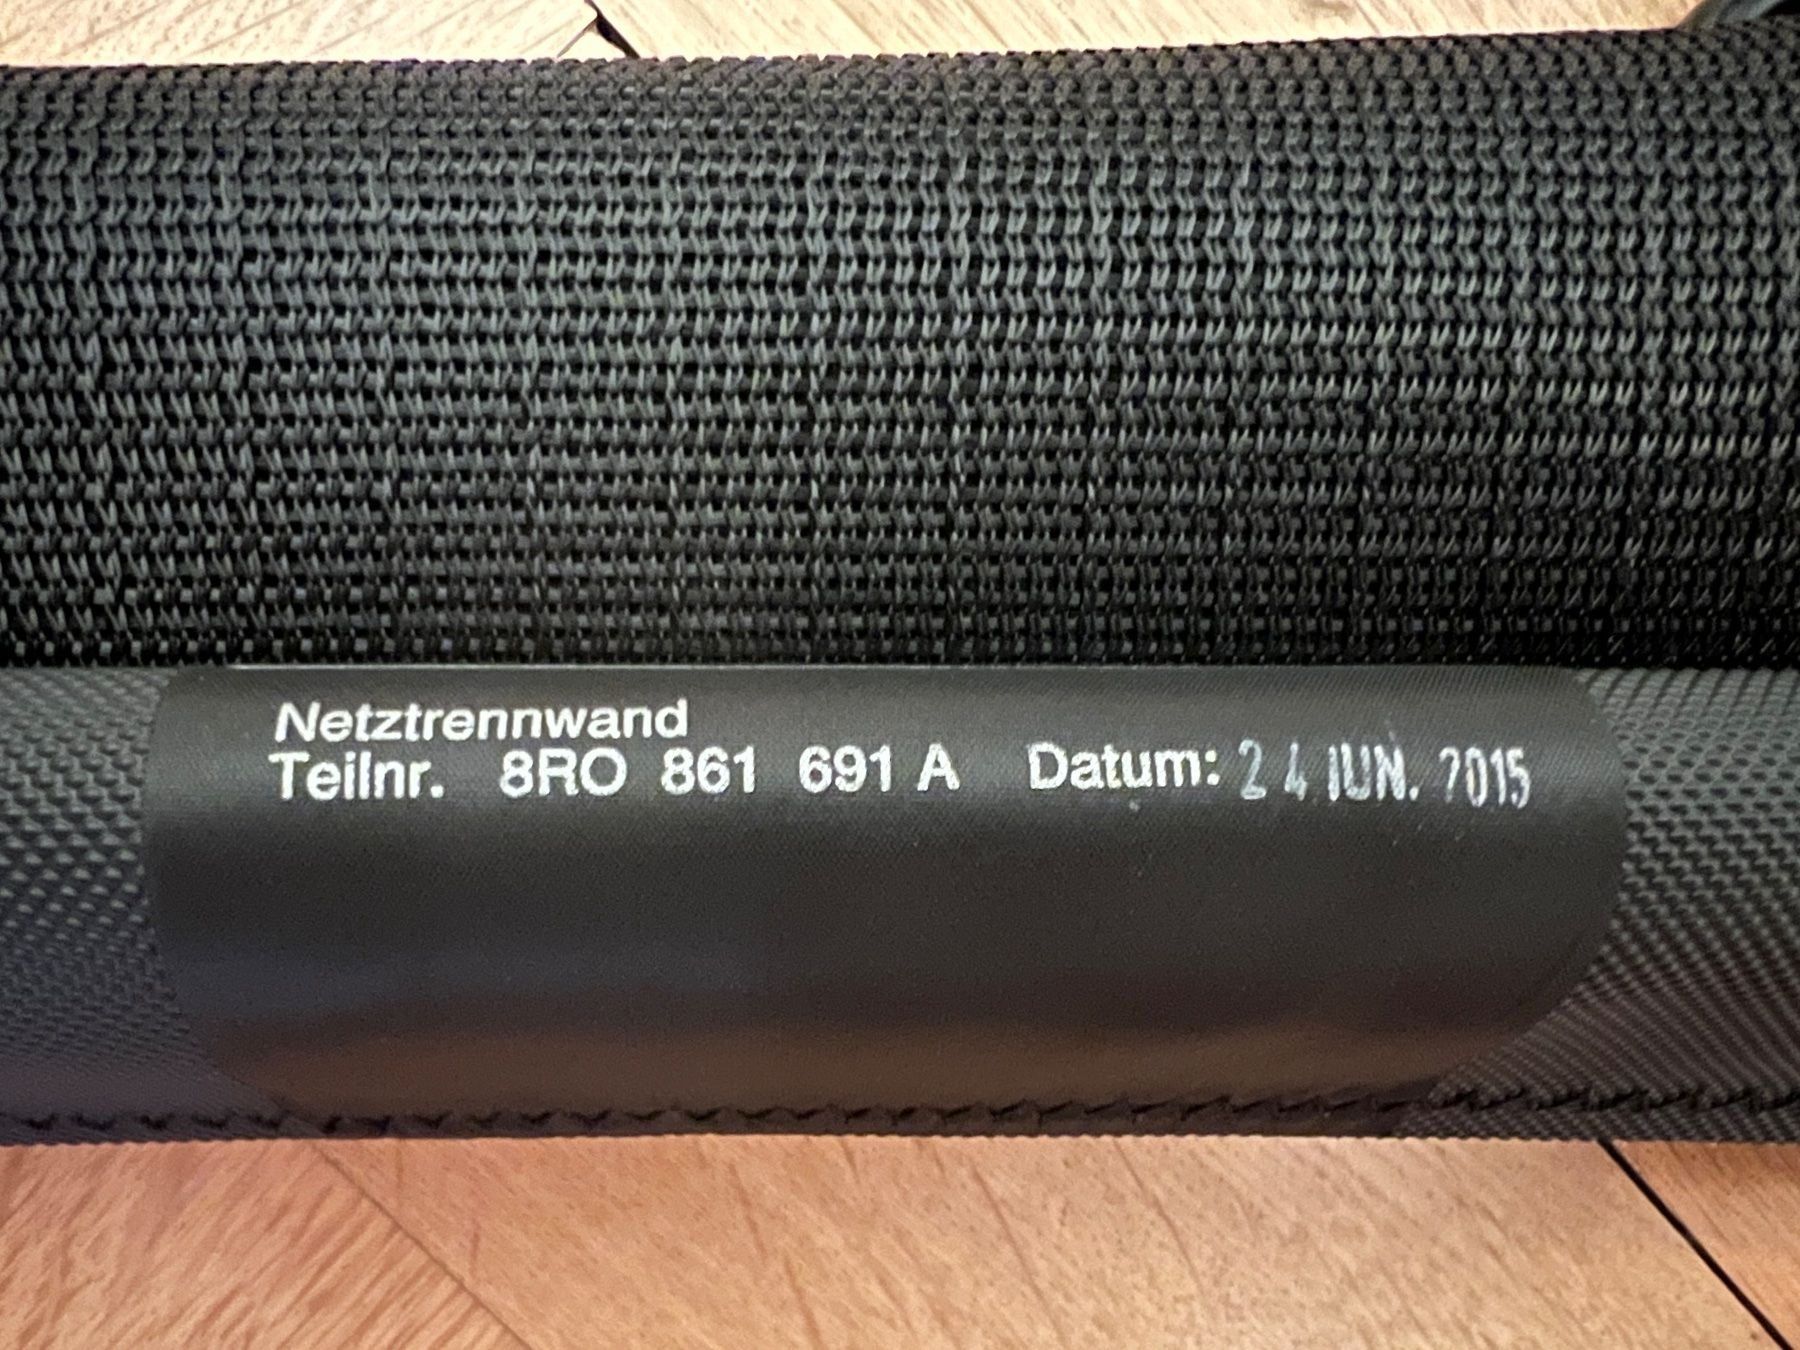 Netztrennwand
Teilnr. 8RO 861 691 A Datum: 24 JUN. 2015